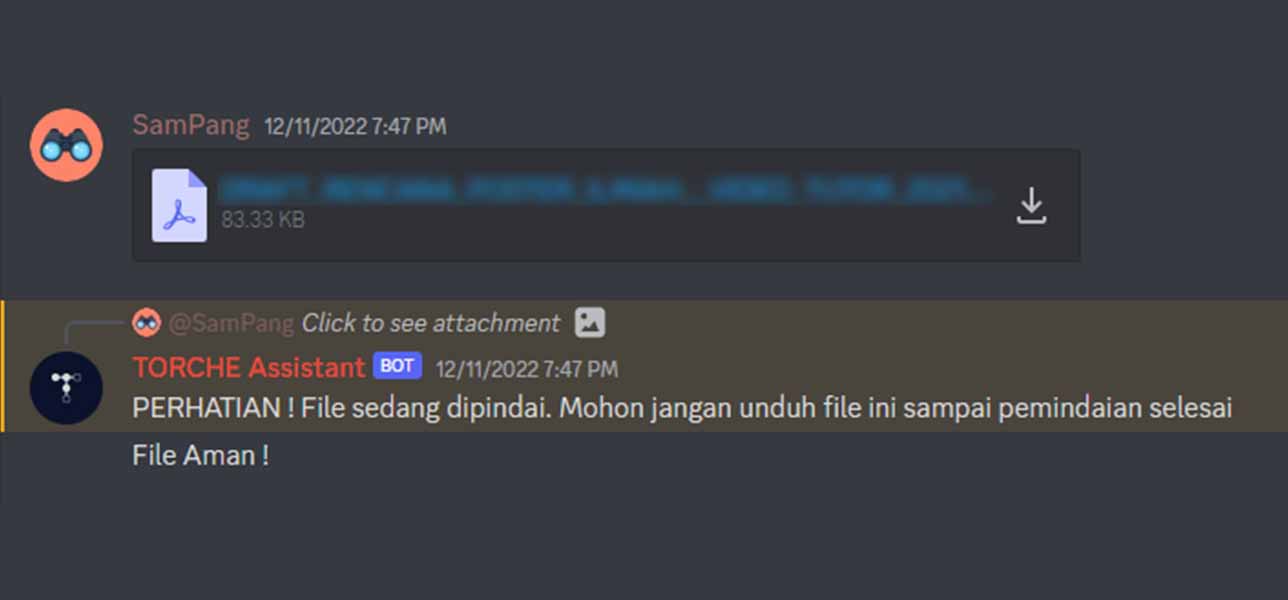 SamPang 12/11/2022 7:47 PM
83.33 KB
@SamPang Click to see attachment
TORCHE Assistant BOT 12/11/2022 7:47 PM
PERHATIAN ! File sedang dipindai. Mohon jangan unduh file ini sampai pemindaian selesai
File Aman !